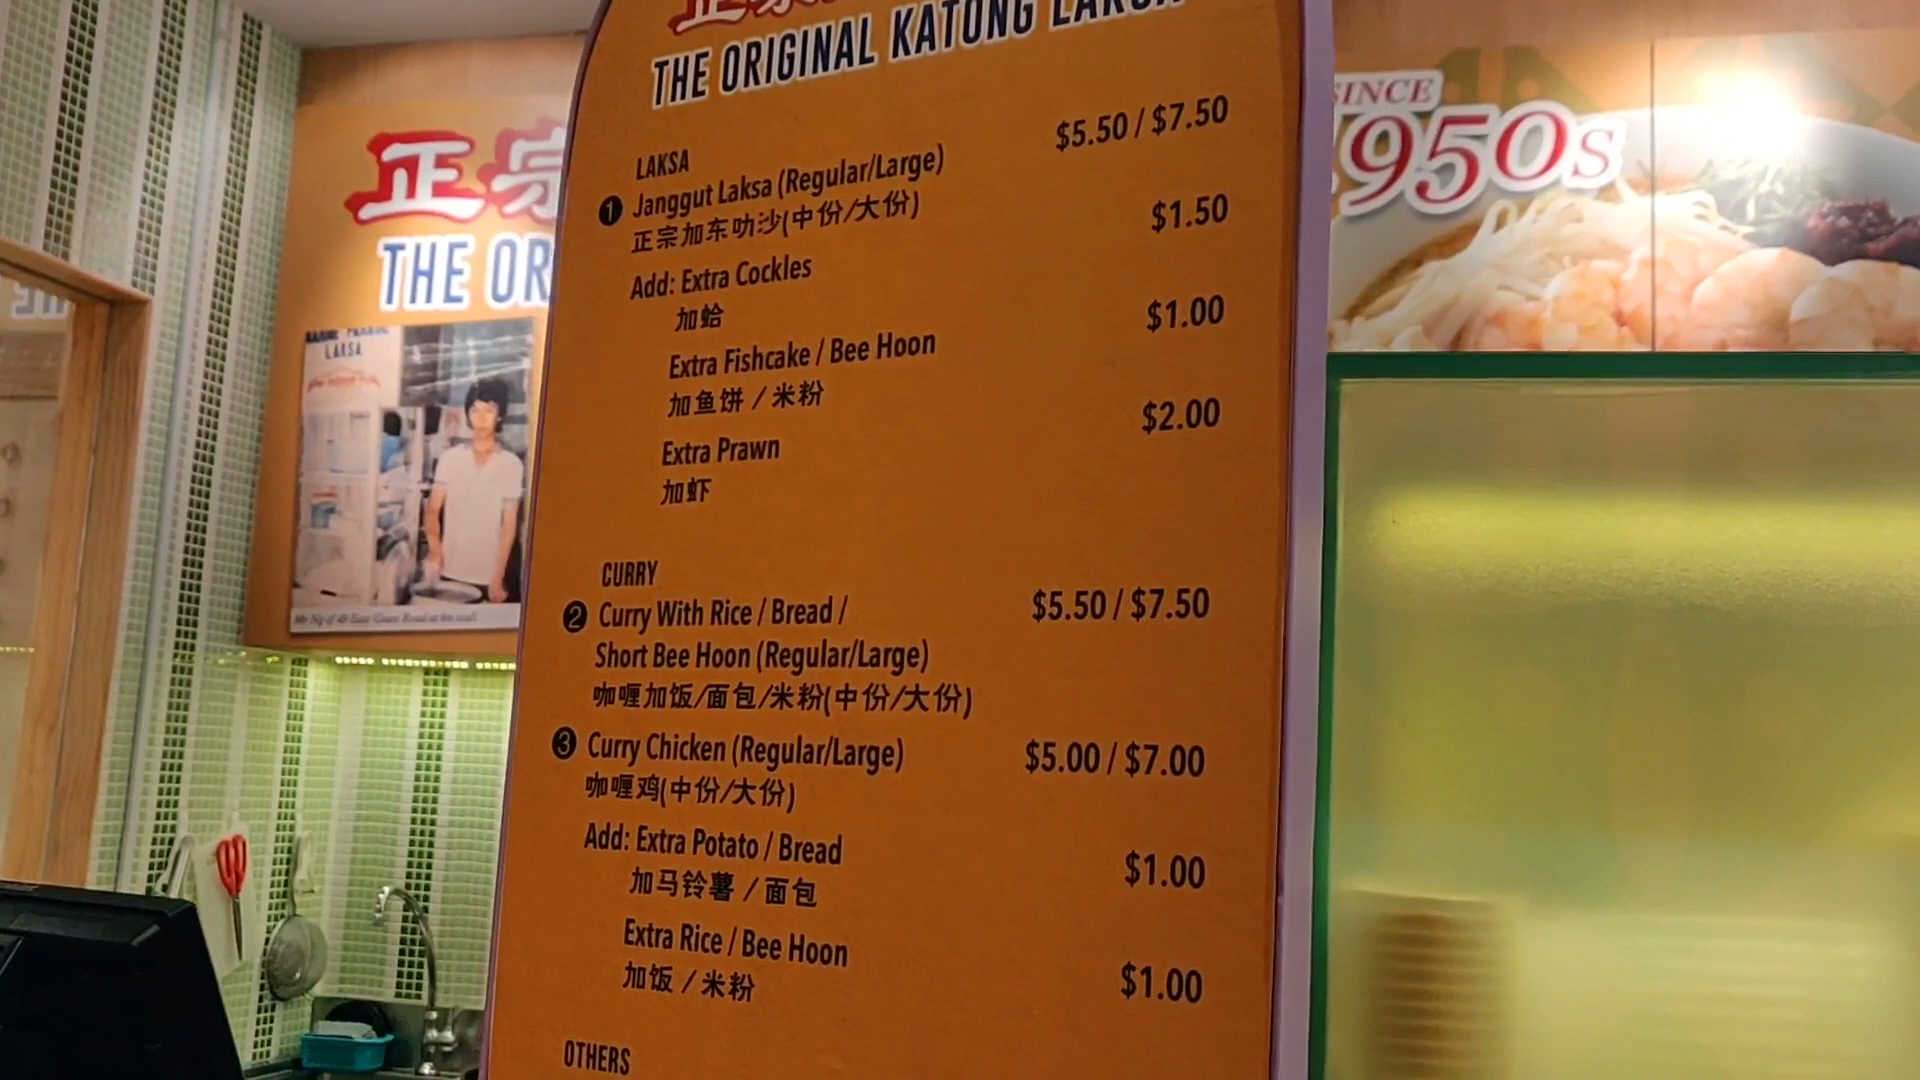 正宗
THE OR
LAKSA
THE ORIGINAL KATONG LAKSA
LAKSA
❶ Janggut Laksa (Regular/Large) $5.50 / $7.50
正宗加东叻沙(中份/大份)
Add: Extra Cockles $1.50
加蛤
Extra Fishcake / Bee Hoon $1.00
加鱼饼 / 米粉
Extra Prawn $2.00
加虾
CURRY
❷ Curry With Rice / Bread / $5.50 / $7.50
Short Bee Hoon (Regular/Large)
咖喱加饭/面包/米粉(中份/大份)
❸ Curry Chicken (Regular/Large) $5.00 / $7.00
咖喱鸡(中份/大份)
Add: Extra Potato / Bread $1.00
加马铃薯 / 面包
Extra Rice / Bee Hoon $1.00
加饭 / 米粉
OTHERS
SINCE
950s